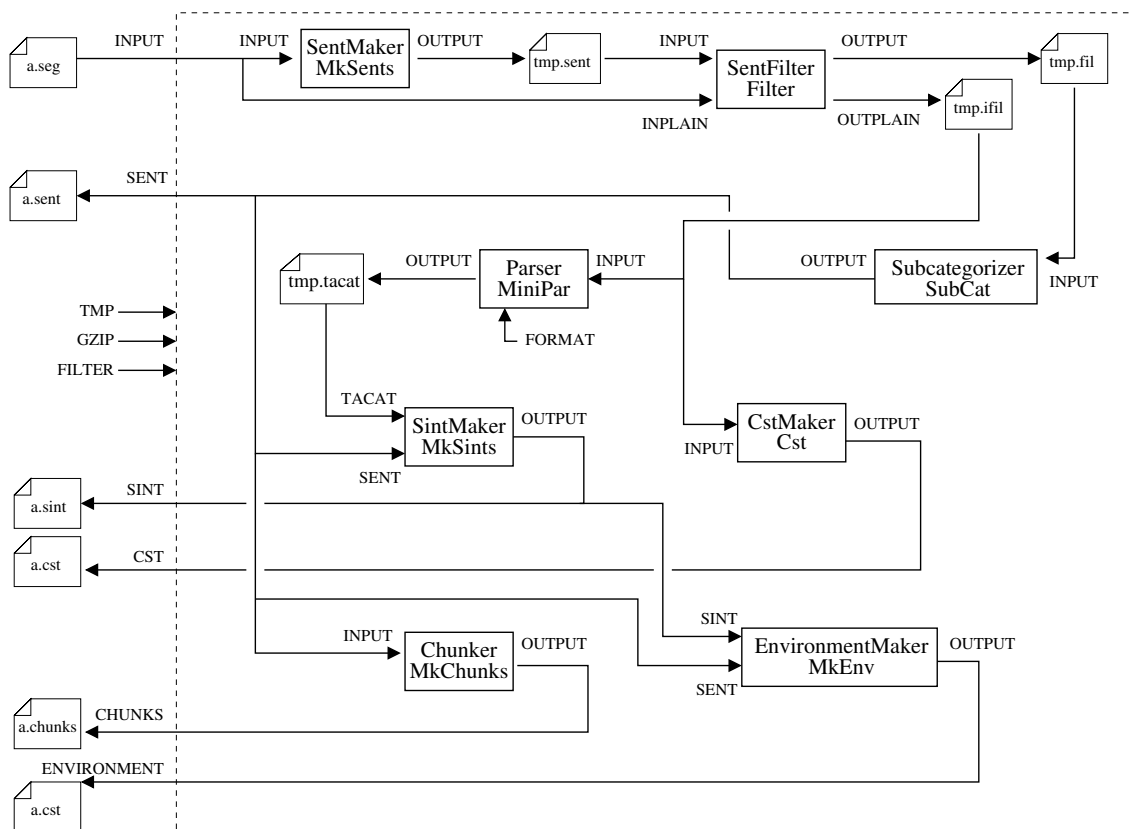 INPUT
INPUT
SentMaker
MkSents
OUTPUT
tmp.sent
INPUT
SentFilter
Filter
OUTPUT
tmp.fil
a.seg
INPLAIN
OUTPLAIN
tmp.ifil
SENT
a.sent
tmp.tacat
OUTPUT
Parser
MiniPar
INPUT
OUTPUT
Subcategorizer
SubCat
INPUT
TMP
GZIP
FILTER
FORMAT
TACAT
SintMaker
MkSints
OUTPUT
SENT
INPUT
CstMaker
Cst
OUTPUT
SINT
a.sint
CST
a.cst
INPUT
Chunker
MkChunks
OUTPUT
SINT
SENT
EnvironmentMaker
MkEnv
OUTPUT
CHUNKS
a.chunks
ENVIRONMENT
a.cst